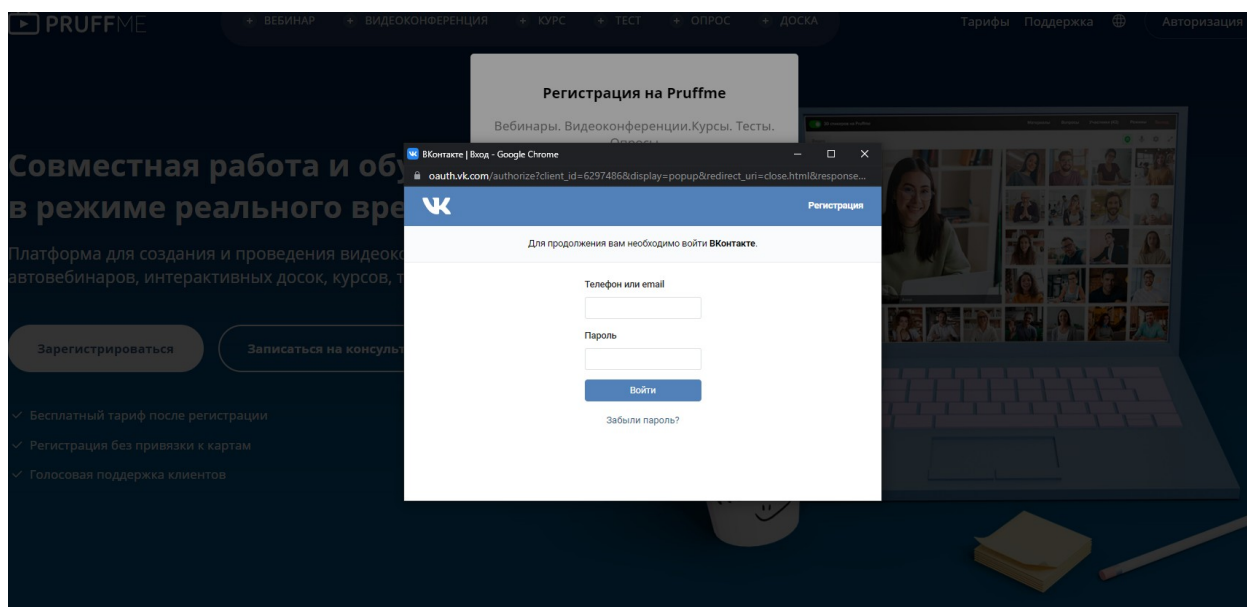 PRUFFME
+ ВЕБИНАР + ВИДЕОКОНФЕРЕНЦИЯ + КУРС + ТЕСТ + ОПРОС + ДОСКА
Тарифы Поддержка Авторизация
Регистрация на Pruffme
Вебинары. Видеоконференции.Курсы. Тесты.
Опросы
Совместная работа и обу
в режиме реального вре
Платформа для создания и проведения видеоко
автовебинаров, интерактивных досок, курсов, т
Зарегистрироваться
Записаться на консульт
✓ Бесплатный тариф после регистрации
✓ Регистрация без привязки к картам
✓ Голосовая поддержка клиентов
ВКонтакте | Вход - Google Chrome
oauth.vk.com/authorize?client_id=6297486&display=popup&redirect_uri=close.html&response...
Регистрация
Для продолжения вам необходимо войти ВКонтакте.
Телефон или email
Пароль
Войти
Забыли пароль?